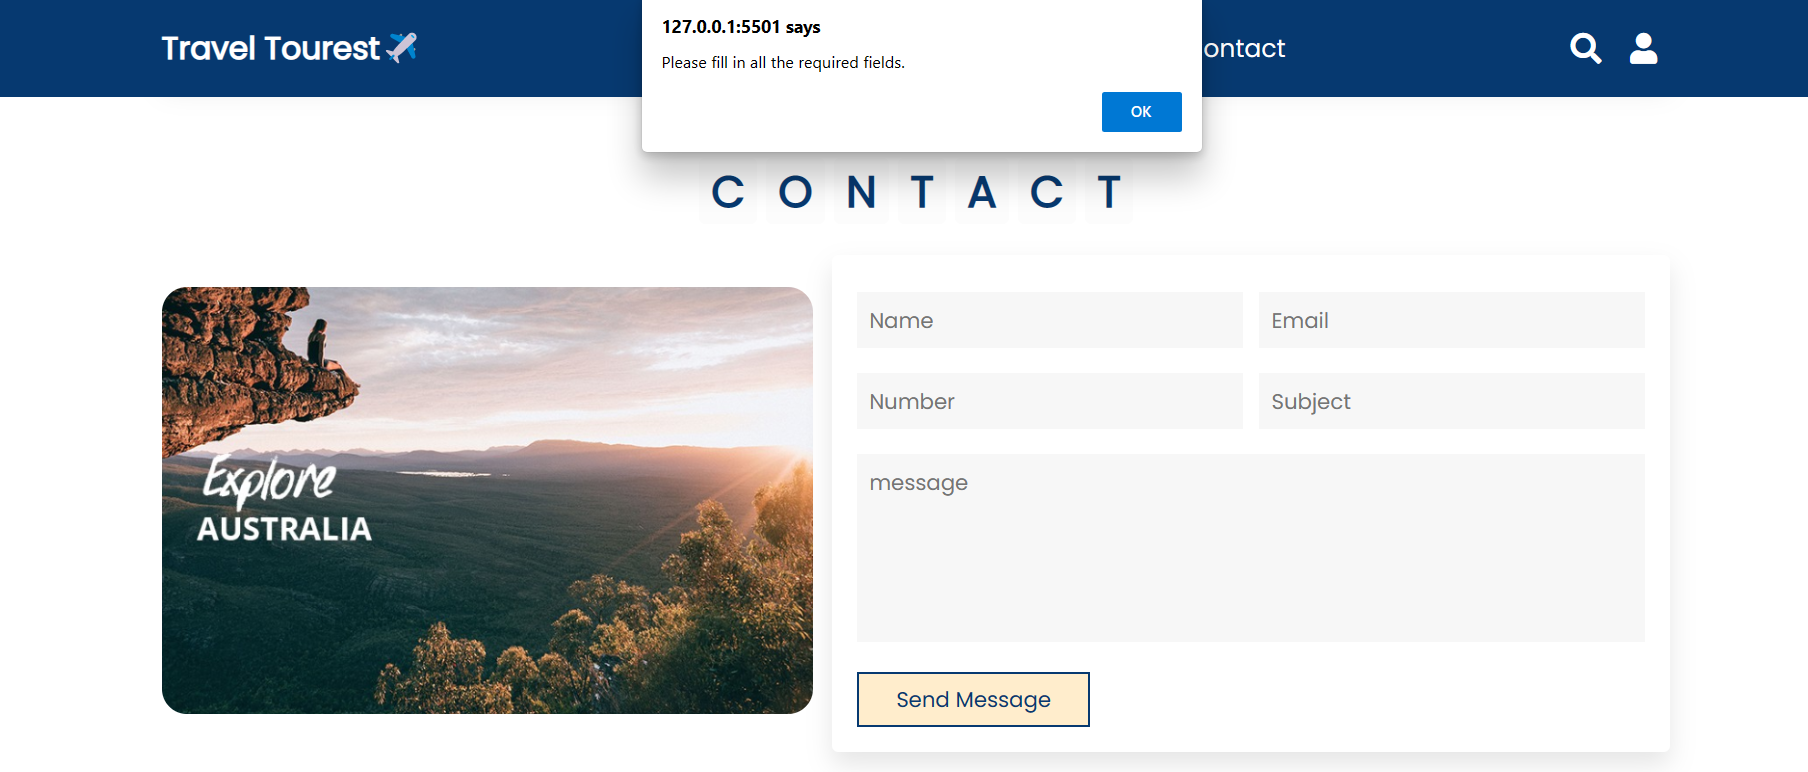 127.0.0.1:5501 says
Please fill in all the required fields.
OK
Travel Tourest
ontact
CONTACT
Explore
AUSTRALIA
Name
Email
Number
Subject
message
Send Message